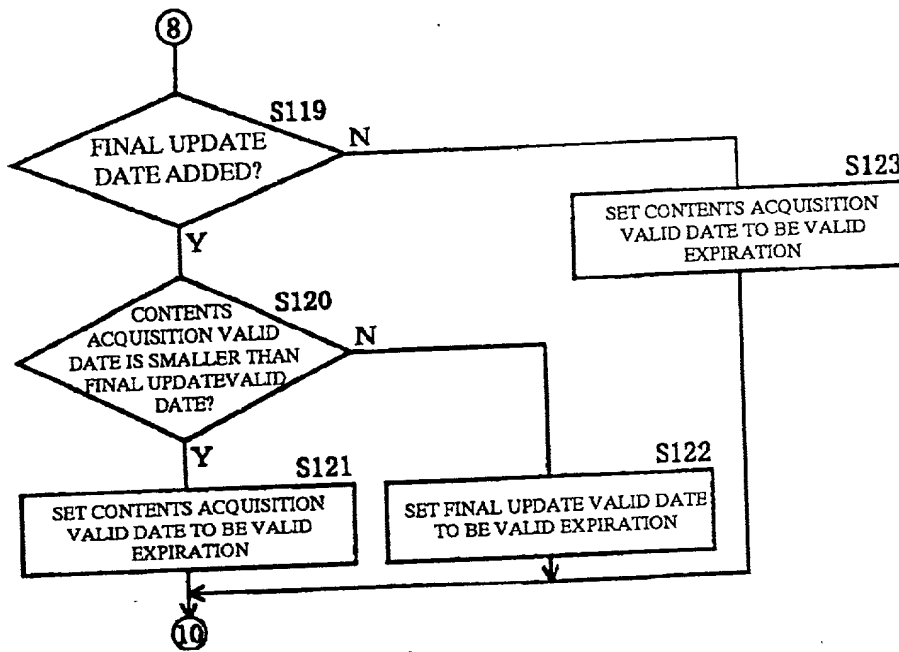 8
S119
FINAL UPDATE
DATE ADDED?
N
Y
S123
SET CONTENTS ACQUISITION
VALID DATE TO BE VALID
EXPIRATION
S120
CONTENTS
ACQUISITION VALID
DATE IS SMALLER THAN
FINAL UPDATEVALID
DATE?
N
Y
S121
SET CONTENTS ACQUISITION
VALID DATE TO BE VALID
EXPIRATION
S122
SET FINAL UPDATE VALID DATE
TO BE VALID EXPIRATION
10